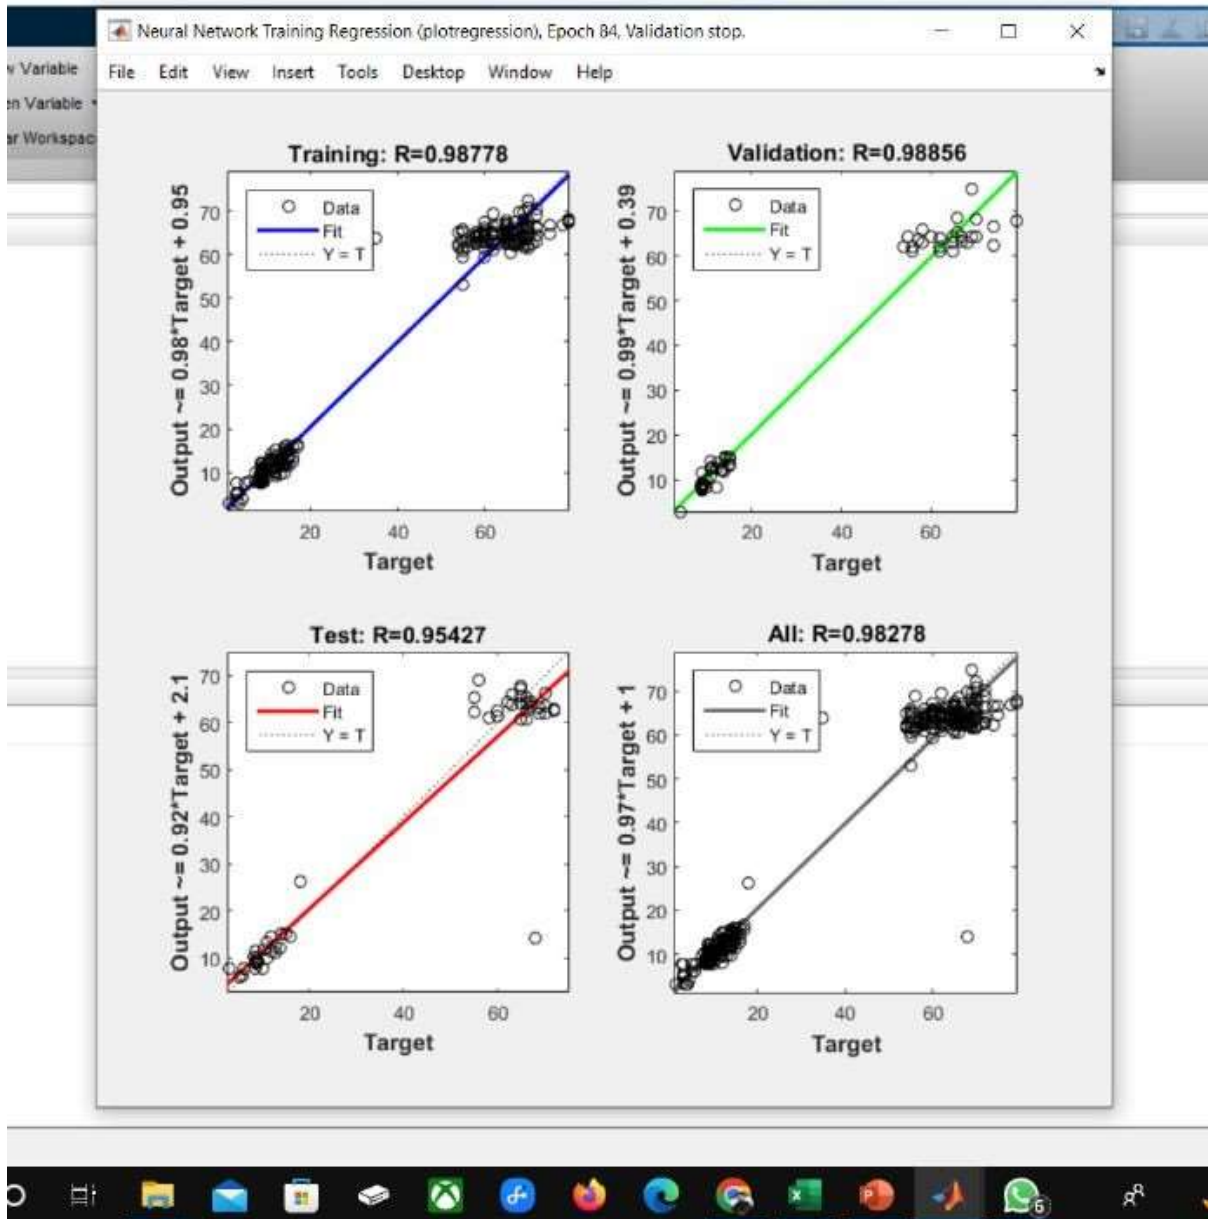 Neural Network Training Regression (plotregression), Epoch 84, Validation stop.
Variable
en Variable
ar Workspac
File Edit View Insert Tools Desktop Window Help
Training: R=0.98778
Output ~= 0.98*Target + 0.95
70
60
50
40
30
20
10
Data
Fit
Y = T
20 40 60
Target
Validation: R=0.98856
Output ~= 0.99*Target + 0.39
70
60
50
40
30
20
10
Data
Fit
Y = T
20 40 60
Target
Test: R=0.95427
Output ~= 0.92*Target + 2.1
70
60
50
40
30
20
10
Data
Fit
Y = T
20 40 60
Target
All: R=0.98278
Output ~= 0.97*Target + 1
70
60
50
40
30
20
10
Data
Fit
Y = T
20 40 60
Target
6